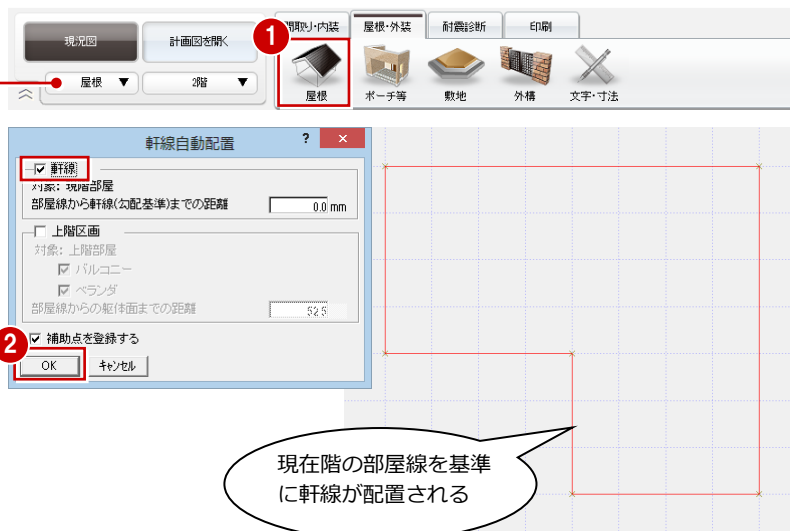 現況図
計画図を開く
屋根 ▼
2階 ▼
1
間取り・内装
屋根・外装
耐震診断
印刷
屋根
ポーチ等
敷地
外構
文字・寸法
軒線自動配置
? ×
軒線
対象: 現階部屋
部屋線から軒線(勾配基準)までの距離 0.0 mm
上階区画
対象: 上階部屋
バルコニー
ベランダ
部屋線からの躯体面までの距離 52.5
2
補助点を登録する
OK
キャンセル
現在階の部屋線を基準
に軒線が配置される